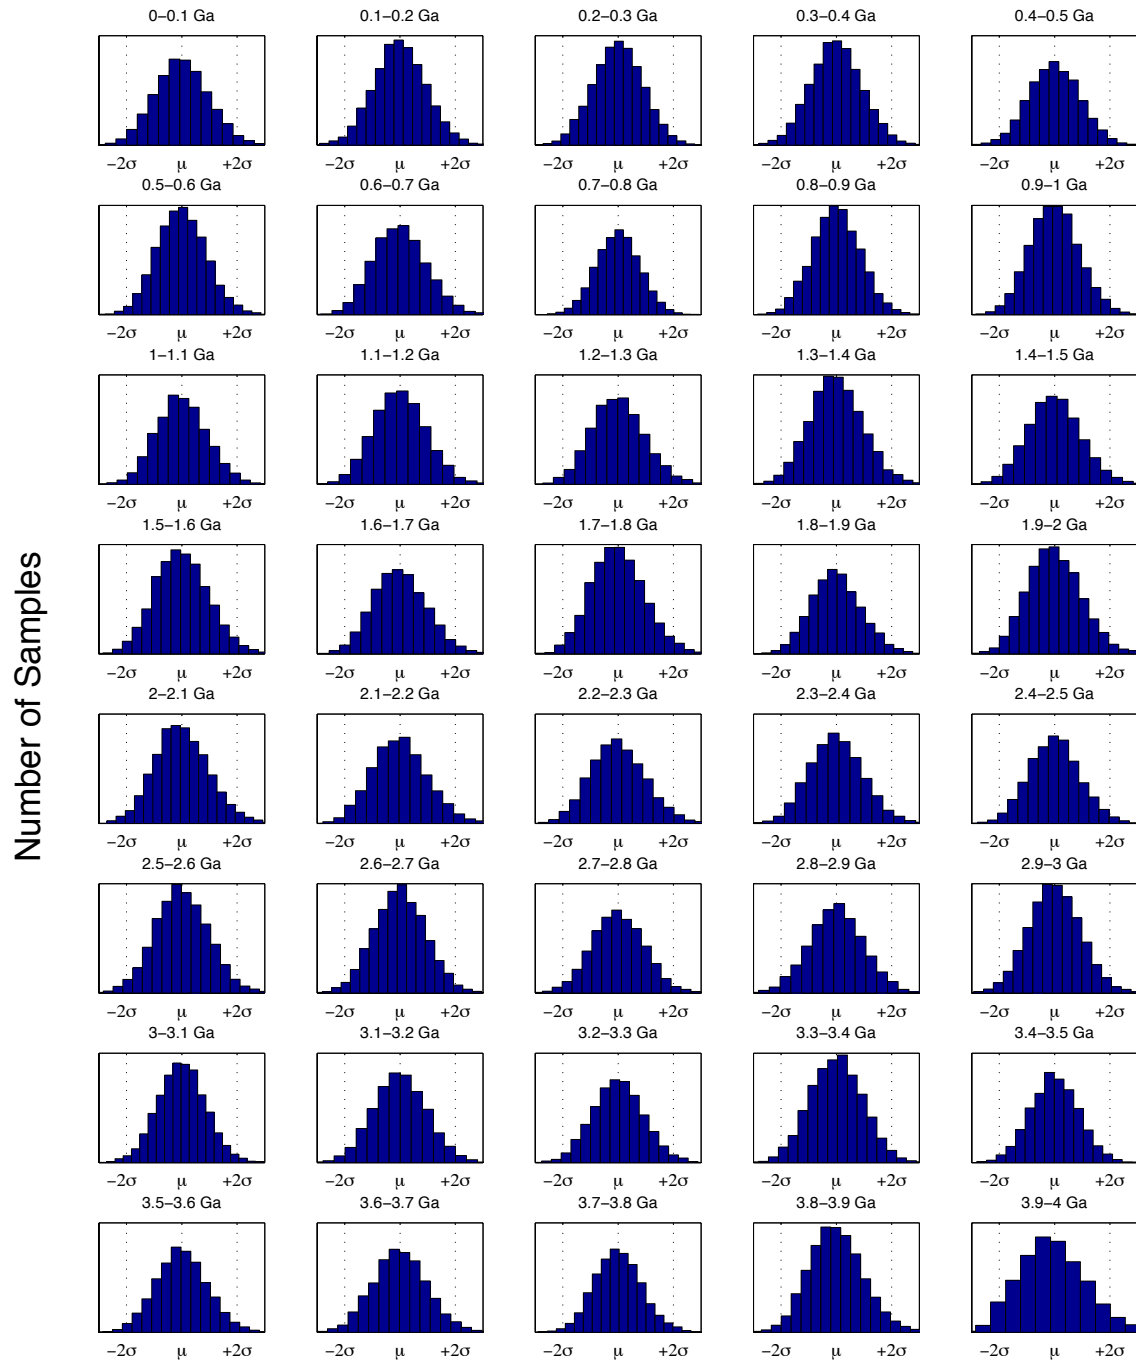 0–0.1 Ga 0.1–0.2 Ga 0.2–0.3 Ga 0.3–0.4 Ga 0.4–0.5 Ga
−2σ μ +2σ −2σ μ +2σ −2σ μ +2σ −2σ μ +2σ −2σ μ +2σ
0.5–0.6 Ga 0.6–0.7 Ga 0.7–0.8 Ga 0.8–0.9 Ga 0.9–1 Ga
−2σ μ +2σ −2σ μ +2σ −2σ μ +2σ −2σ μ +2σ −2σ μ +2σ
1–1.1 Ga 1.1–1.2 Ga 1.2–1.3 Ga 1.3–1.4 Ga 1.4–1.5 Ga
−2σ μ +2σ −2σ μ +2σ −2σ μ +2σ −2σ μ +2σ −2σ μ +2σ
1.5–1.6 Ga 1.6–1.7 Ga 1.7–1.8 Ga 1.8–1.9 Ga 1.9–2 Ga
−2σ μ +2σ −2σ μ +2σ −2σ μ +2σ −2σ μ +2σ −2σ μ +2σ
Number of Samples
2–2.1 Ga 2.1–2.2 Ga 2.2–2.3 Ga 2.3–2.4 Ga 2.4–2.5 Ga
−2σ μ +2σ −2σ μ +2σ −2σ μ +2σ −2σ μ +2σ −2σ μ +2σ
2.5–2.6 Ga 2.6–2.7 Ga 2.7–2.8 Ga 2.8–2.9 Ga 2.9–3 Ga
−2σ μ +2σ −2σ μ +2σ −2σ μ +2σ −2σ μ +2σ −2σ μ +2σ
3–3.1 Ga 3.1–3.2 Ga 3.2–3.3 Ga 3.3–3.4 Ga 3.4–3.5 Ga
−2σ μ +2σ −2σ μ +2σ −2σ μ +2σ −2σ μ +2σ −2σ μ +2σ
3.5–3.6 Ga 3.6–3.7 Ga 3.7–3.8 Ga 3.8–3.9 Ga 3.9–4 Ga
−2σ μ +2σ −2σ μ +2σ −2σ μ +2σ −2σ μ +2σ −2σ μ +2σ